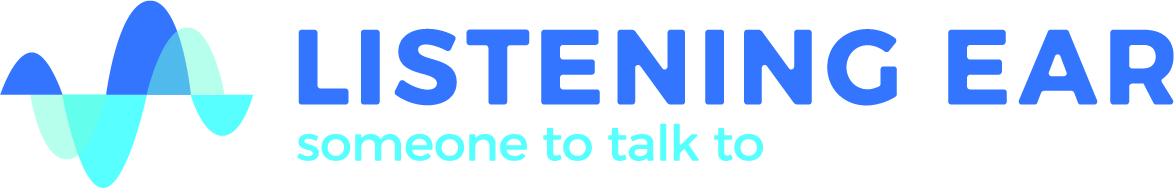 LISTENING EAR
someone to talk to